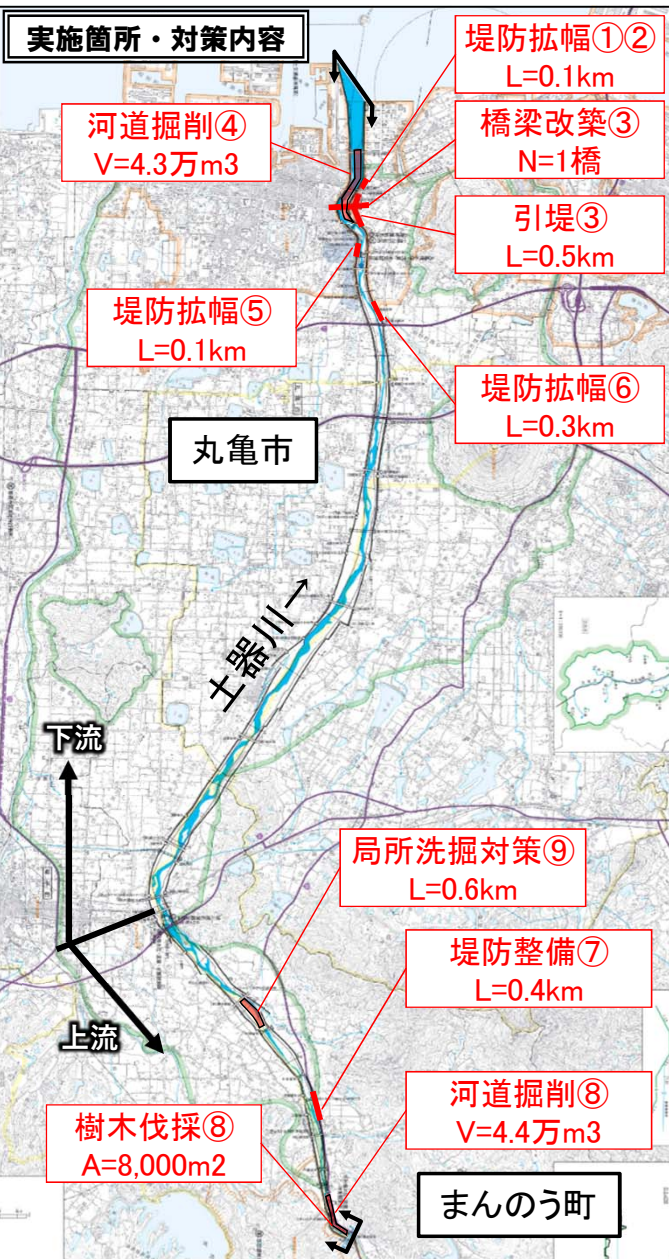 実施箇所・対策内容
堤防拡幅①②
L=0.1km
河道掘削④
V=4.3万m3
橋梁改築③
N=1橋
引堤③
L=0.5km
堤防拡幅⑤
L=0.1km
堤防拡幅⑥
L=0.3km
丸亀市
土器川→
下流
局所洗掘対策⑨
L=0.6km
堤防整備⑦
L=0.4km
上流
河道掘削⑧
V=4.4万m3
樹木伐採⑧
A=8,000m2
まんのう町